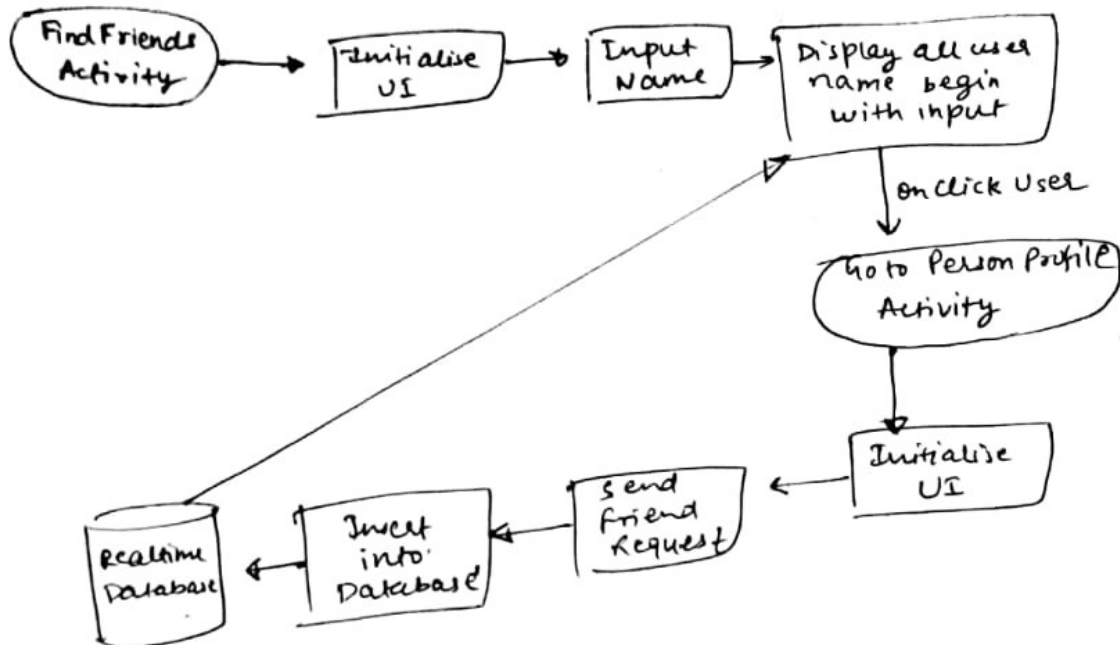 Find Friends
Activity
Initialise
UI
Input
Name
Display all user
name begin
with input
on click User
Go to Person Profile
Activity
Initialise
UI
Send
Friend
Request
Insert
into
Database
Realtime
Database